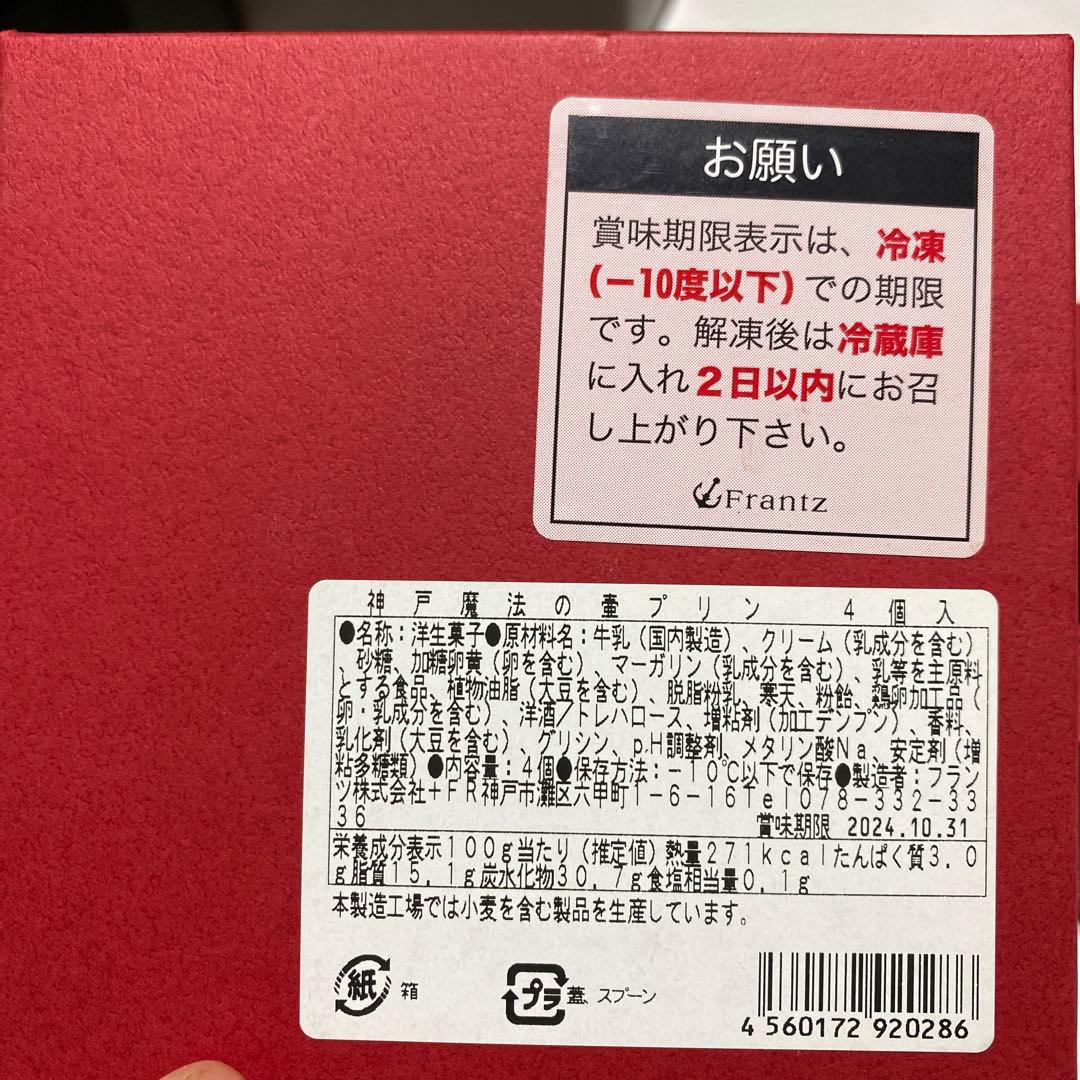 お願い
賞味期限表示は、冷凍
(－10度以下)での期限
です。解凍後は冷蔵庫
に入れ2日以内にお召
し上がり下さい。
Frantz
神戸魔法の壷プリン 4個入
●名称：洋生菓子●原材料名：牛乳（国内製造）、クリーム（乳成分を含む）
、砂糖、加糖卵黄（卵を含む）、マーガリン（乳成分を含む）、乳等を主原料
とする食品、植物油脂（大豆を含む）、脱脂粉乳、寒天、粉飴、鶏卵加工品（
卵・乳成分を含む）、洋酒／トレハロース、増粘剤（加工デンプン）、香料、
乳化剤（大豆を含む）、グリシン、pH調整剤、メタリン酸Na、安定剤（増
粘多糖類）●内容量：4個●保存方法：－10℃以下で保存●製造者：フラン
ツ株式会社＋FR神戸市灘区六甲町1-6-16Tel078-332-33
36
賞味期限 2024.10.31
栄養成分表示100g当たり（推定値）熱量271kcalたんぱく質3.0
g脂質15.1g炭水化物30.7g食塩相当量0.1g
本製造工場では小麦を含む製品を生産しています。
紙 箱
プラ 蓋、スプーン
4 560172 920286